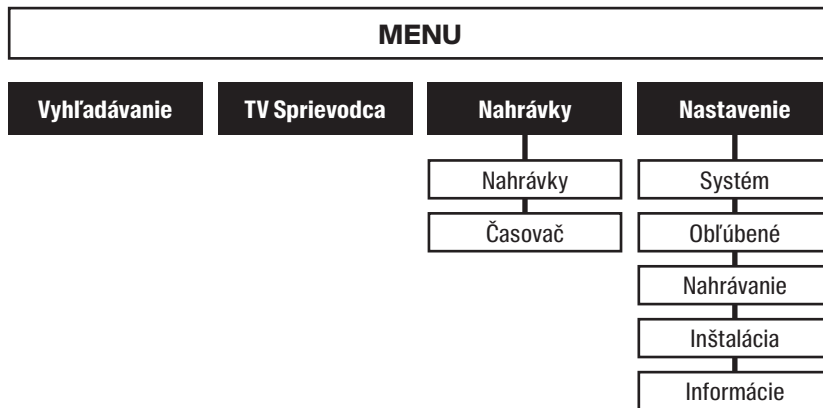 MENU
Vyhľadávanie
TV Sprievodca
Nahrávky
Nastavenie
Nahrávky
Systém
Časovač
Obľúbené
Nahrávanie
Inštalácia
Informácie